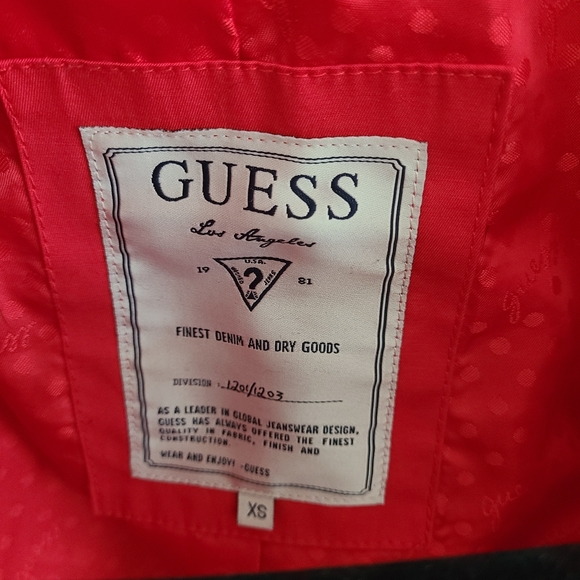 GUESS
Los Angeles
19 U.S.A. 81
?
FINEST DENIM AND DRY GOODS
DIVISION : 1201/1203
AS A LEADER IN GLOBAL JEANSWEAR DESIGN,
GUESS HAS ALWAYS OFFERED THE FINEST
QUALITY IN FABRIC, FINISH AND
CONSTRUCTION.
WEAR AND ENJOY! -GUESS
XS
Guess